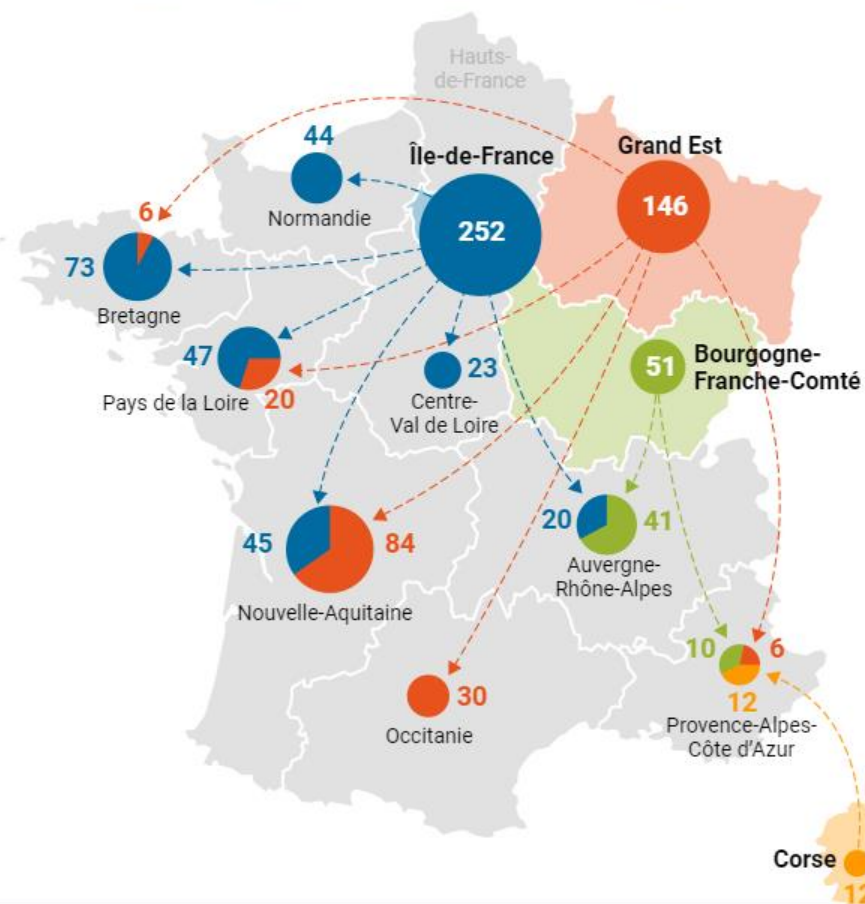 Hauts-
de-France
44
Île-de-France
Grand Est
252
146
Normandie
6
73
Bretagne
47
Pays de la Loire
20
23
Centre-
Val de Loire
51
Bourgogne-
Franche-Comté
45
84
Nouvelle-Aquitaine
20
41
Auvergne-
Rhône-Alpes
10
6
12
Provence-Alpes-
Côte d'Azur
30
Occitanie
Corse
12